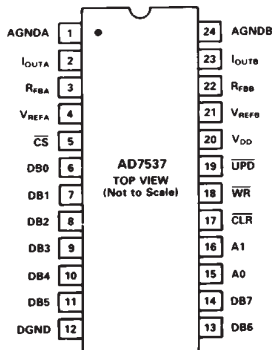 AGNDA 1
IOUTA 2
RFBA 3
VREFA 4
CS 5
DB0 6
DB1 7
DB2 8
DB3 9
DB4 10
DB5 11
DGND 12
AD7537
TOP VIEW
(Not to Scale)
24 AGNDB
23 IOUTB
22 RFBB
21 VREFB
20 VDD
19 UPD
18 WR
17 CLR
16 A1
15 A0
14 DB7
13 DB6